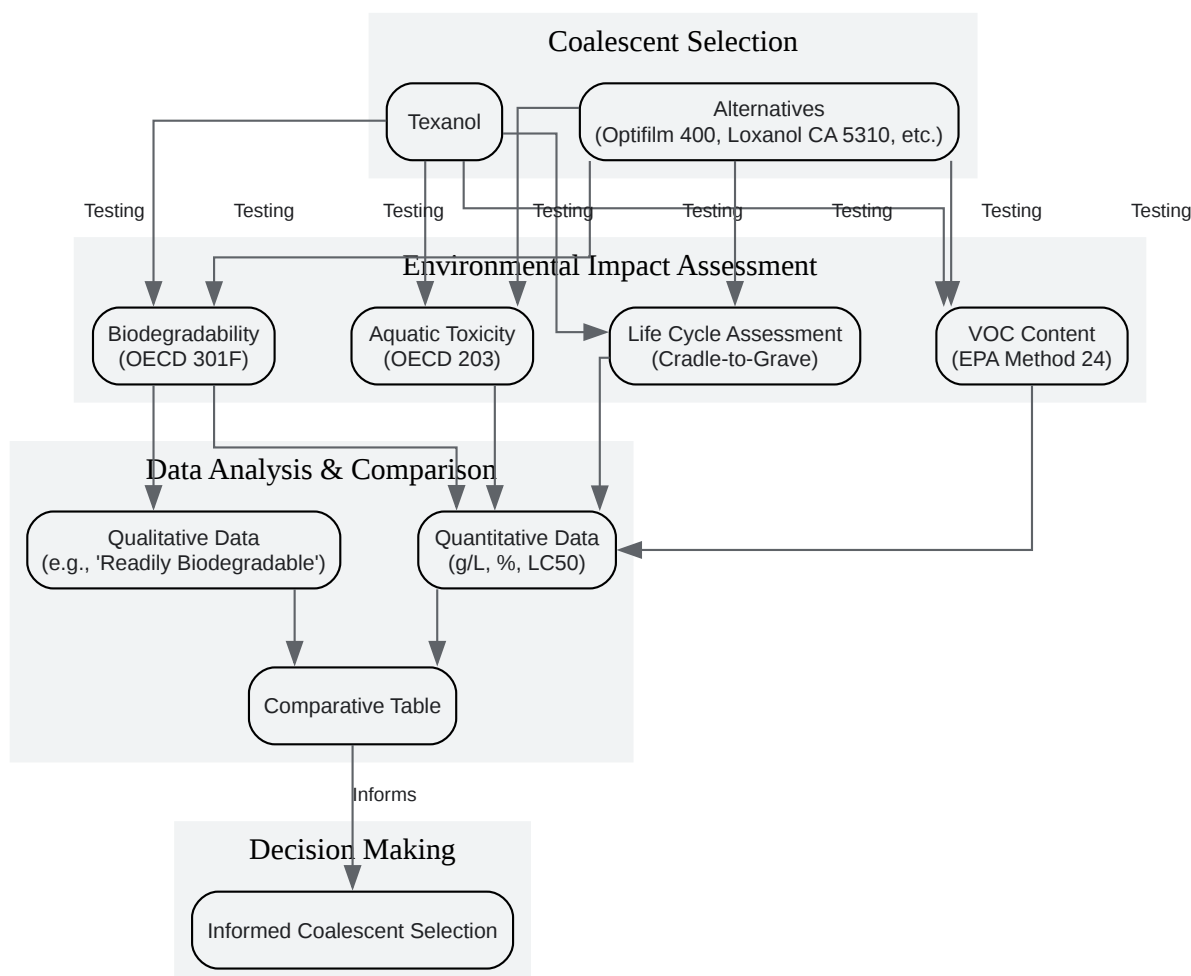 Coalescent Selection
Texanol
Alternatives
(Optifilm 400, Loxanol CA 5310, etc.)
Testing
Testing
Testing
Testing
Testing
Testing
Testing
Testing
Environmental Impact Assessment
Biodegradability
(OECD 301F)
Aquatic Toxicity
(OECD 203)
Life Cycle Assessment
(Cradle-to-Grave)
VOC Content
(EPA Method 24)
Data Analysis & Comparison
Qualitative Data
(e.g., 'Readily Biodegradable')
Quantitative Data
(g/L, %, LC50)
Comparative Table
Informs
Decision Making
Informed Coalescent Selection